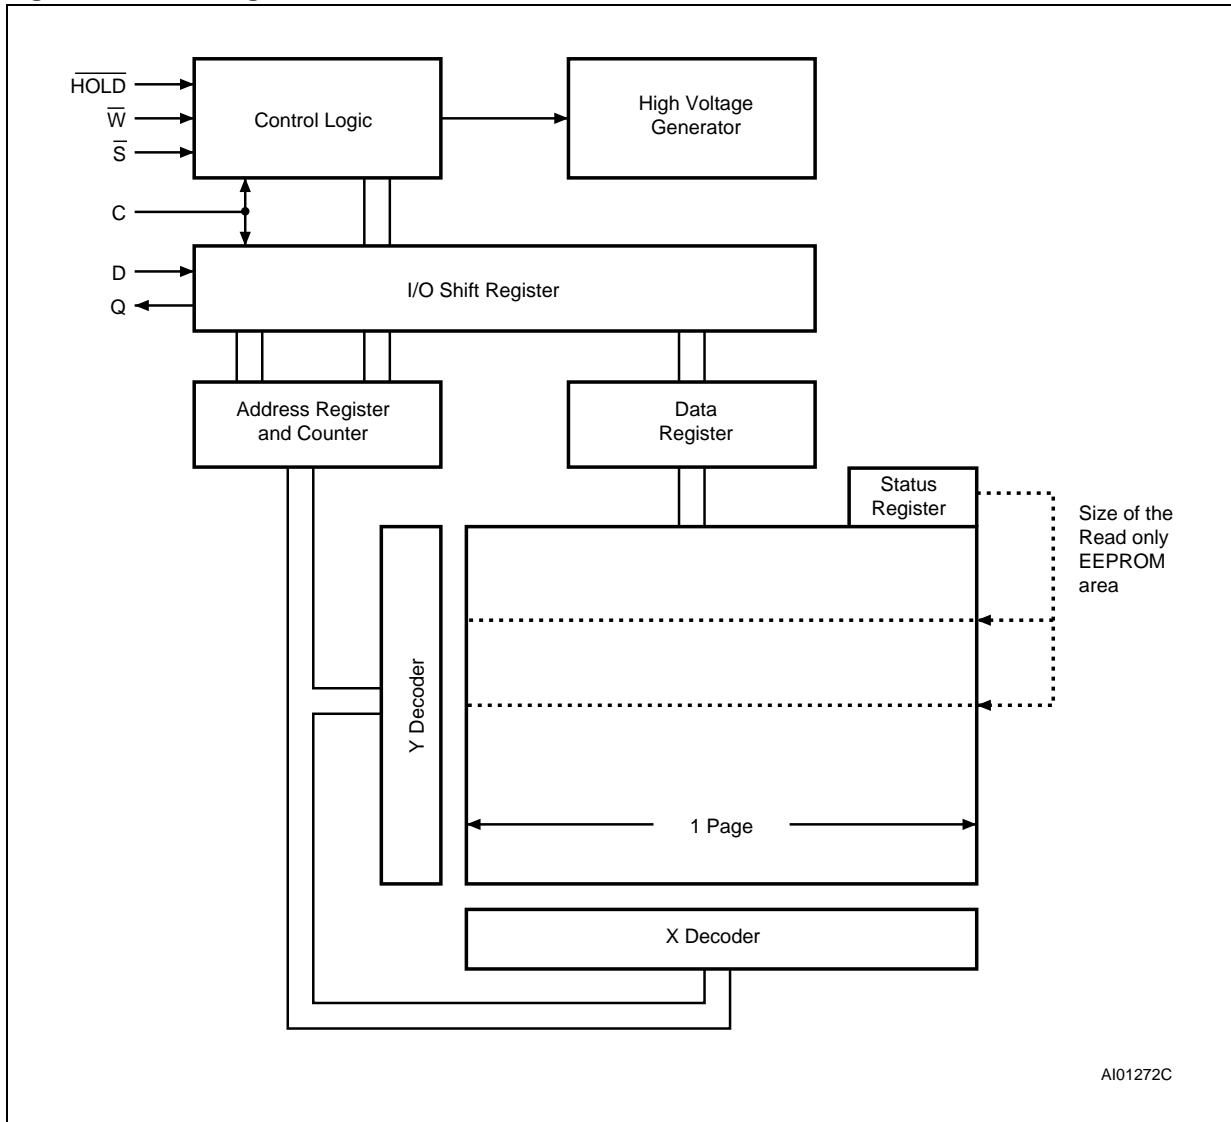 HOLD
W
S
C
D
Q
Control Logic
High Voltage
Generator
I/O Shift Register
Address Register
and Counter
Data
Register
Status
Register
Size of the
Read only
EEPROM
area
Y Decoder
1 Page
X Decoder
AI01272C